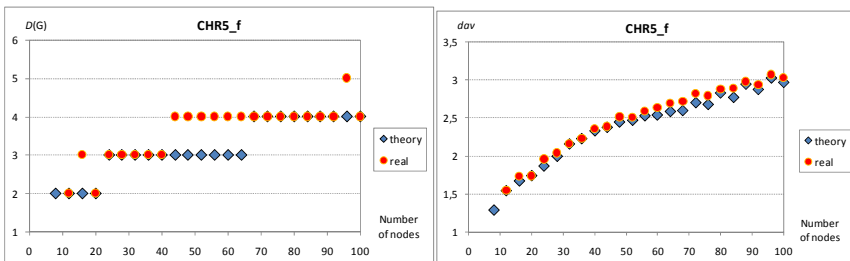 D(G)
CHR5_f
6
5
4
3
2
1
0 10 20 30 40 50 60 70 80 90 100
Number
of nodes
theory
real
dav
CHR5_f
3,5
3
2,5
2
1,5
1
0 10 20 30 40 50 60 70 80 90 100
Number
of nodes
theory
real